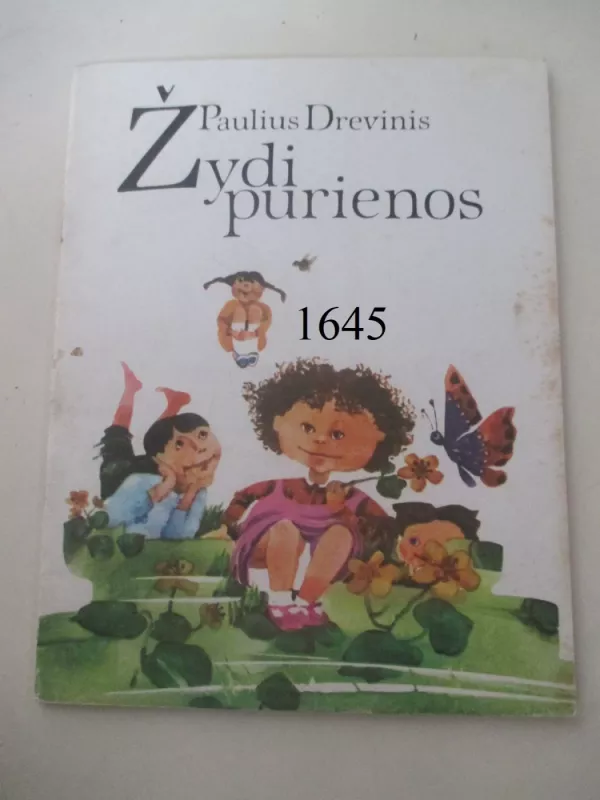 Paulius Drevinis
Žydi
purienos
1645